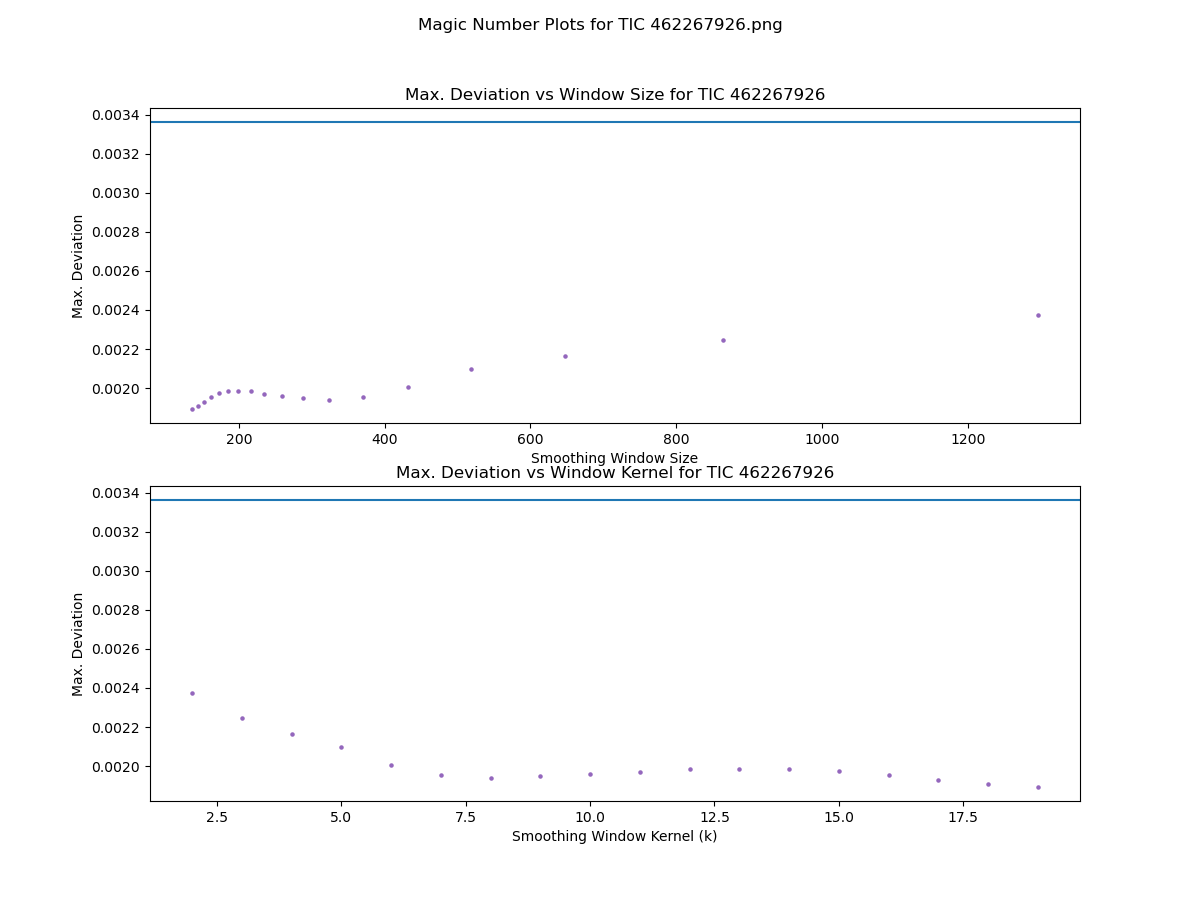 Magic Number Plots for TIC 462267926.png
Max. Deviation vs Window Size for TIC 462267926
0.0034
0.0032
0.0030
0.0028
0.0026
0.0024
0.0022
0.0020
Max. Deviation
200 400 600 800 1000 1200
Smoothing Window Size
Max. Deviation vs Window Kernel for TIC 462267926
0.0034
0.0032
0.0030
0.0028
0.0026
0.0024
0.0022
0.0020
Max. Deviation
2.5 5.0 7.5 10.0 12.5 15.0 17.5
Smoothing Window Kernel (k)